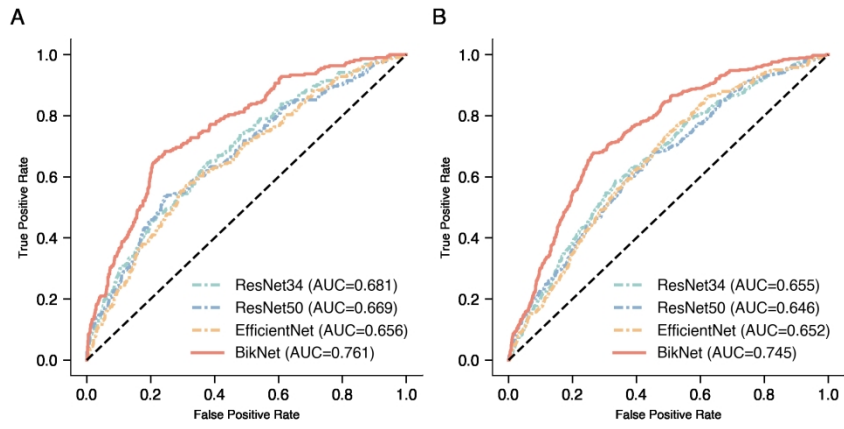 A
1.0
0.8
0.6
0.4
0.2
0.0
True Positive Rate
ResNet34 (AUC=0.681)
ResNet50 (AUC=0.669)
EfficientNet (AUC=0.656)
BikNet (AUC=0.761)
0.0 0.2 0.4 0.6 0.8 1.0
False Positive Rate
B
1.0
0.8
0.6
0.4
0.2
0.0
True Positive Rate
ResNet34 (AUC=0.655)
ResNet50 (AUC=0.646)
EfficientNet (AUC=0.652)
BikNet (AUC=0.745)
0.0 0.2 0.4 0.6 0.8 1.0
False Positive Rate